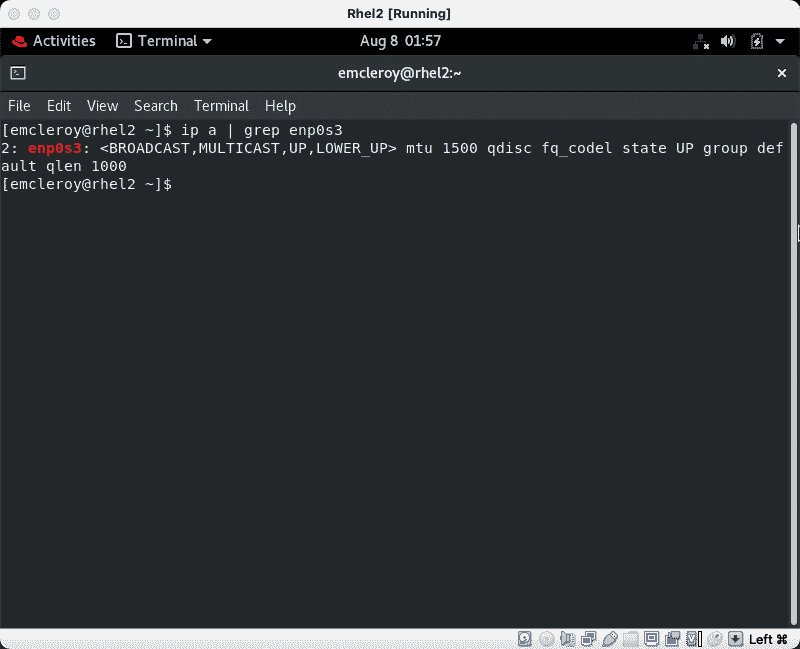 Rhel2 [Running]
Activities Terminal Aug 8 01:57
emcleroy@rhel2:~
File Edit View Search Terminal Help
[emcleroy@rhel2 ~]$ ip a | grep enp0s3
2: enp0s3: <BROADCAST,MULTICAST,UP,LOWER_UP> mtu 1500 qdisc fq_codel state UP group def
ault qlen 1000
[emcleroy@rhel2 ~]$
Left ⌘